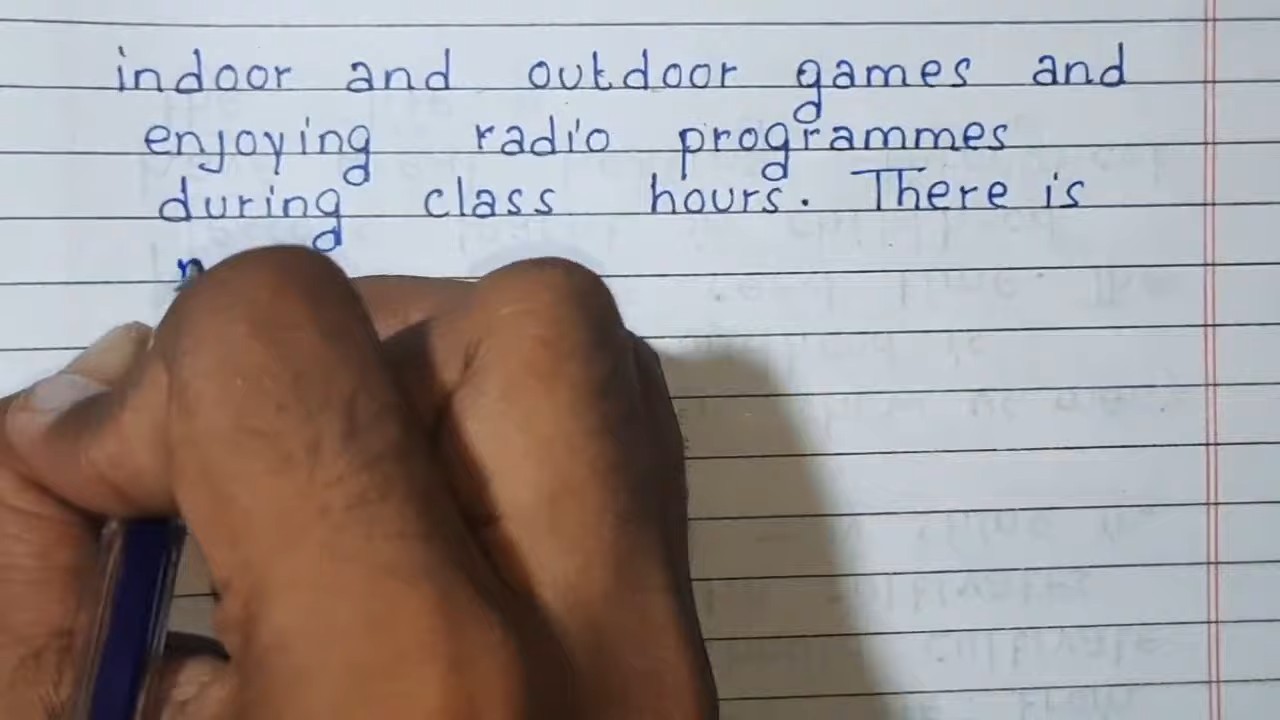 indoor and outdoor games and
enjoying radio programmes
during class hours. There is